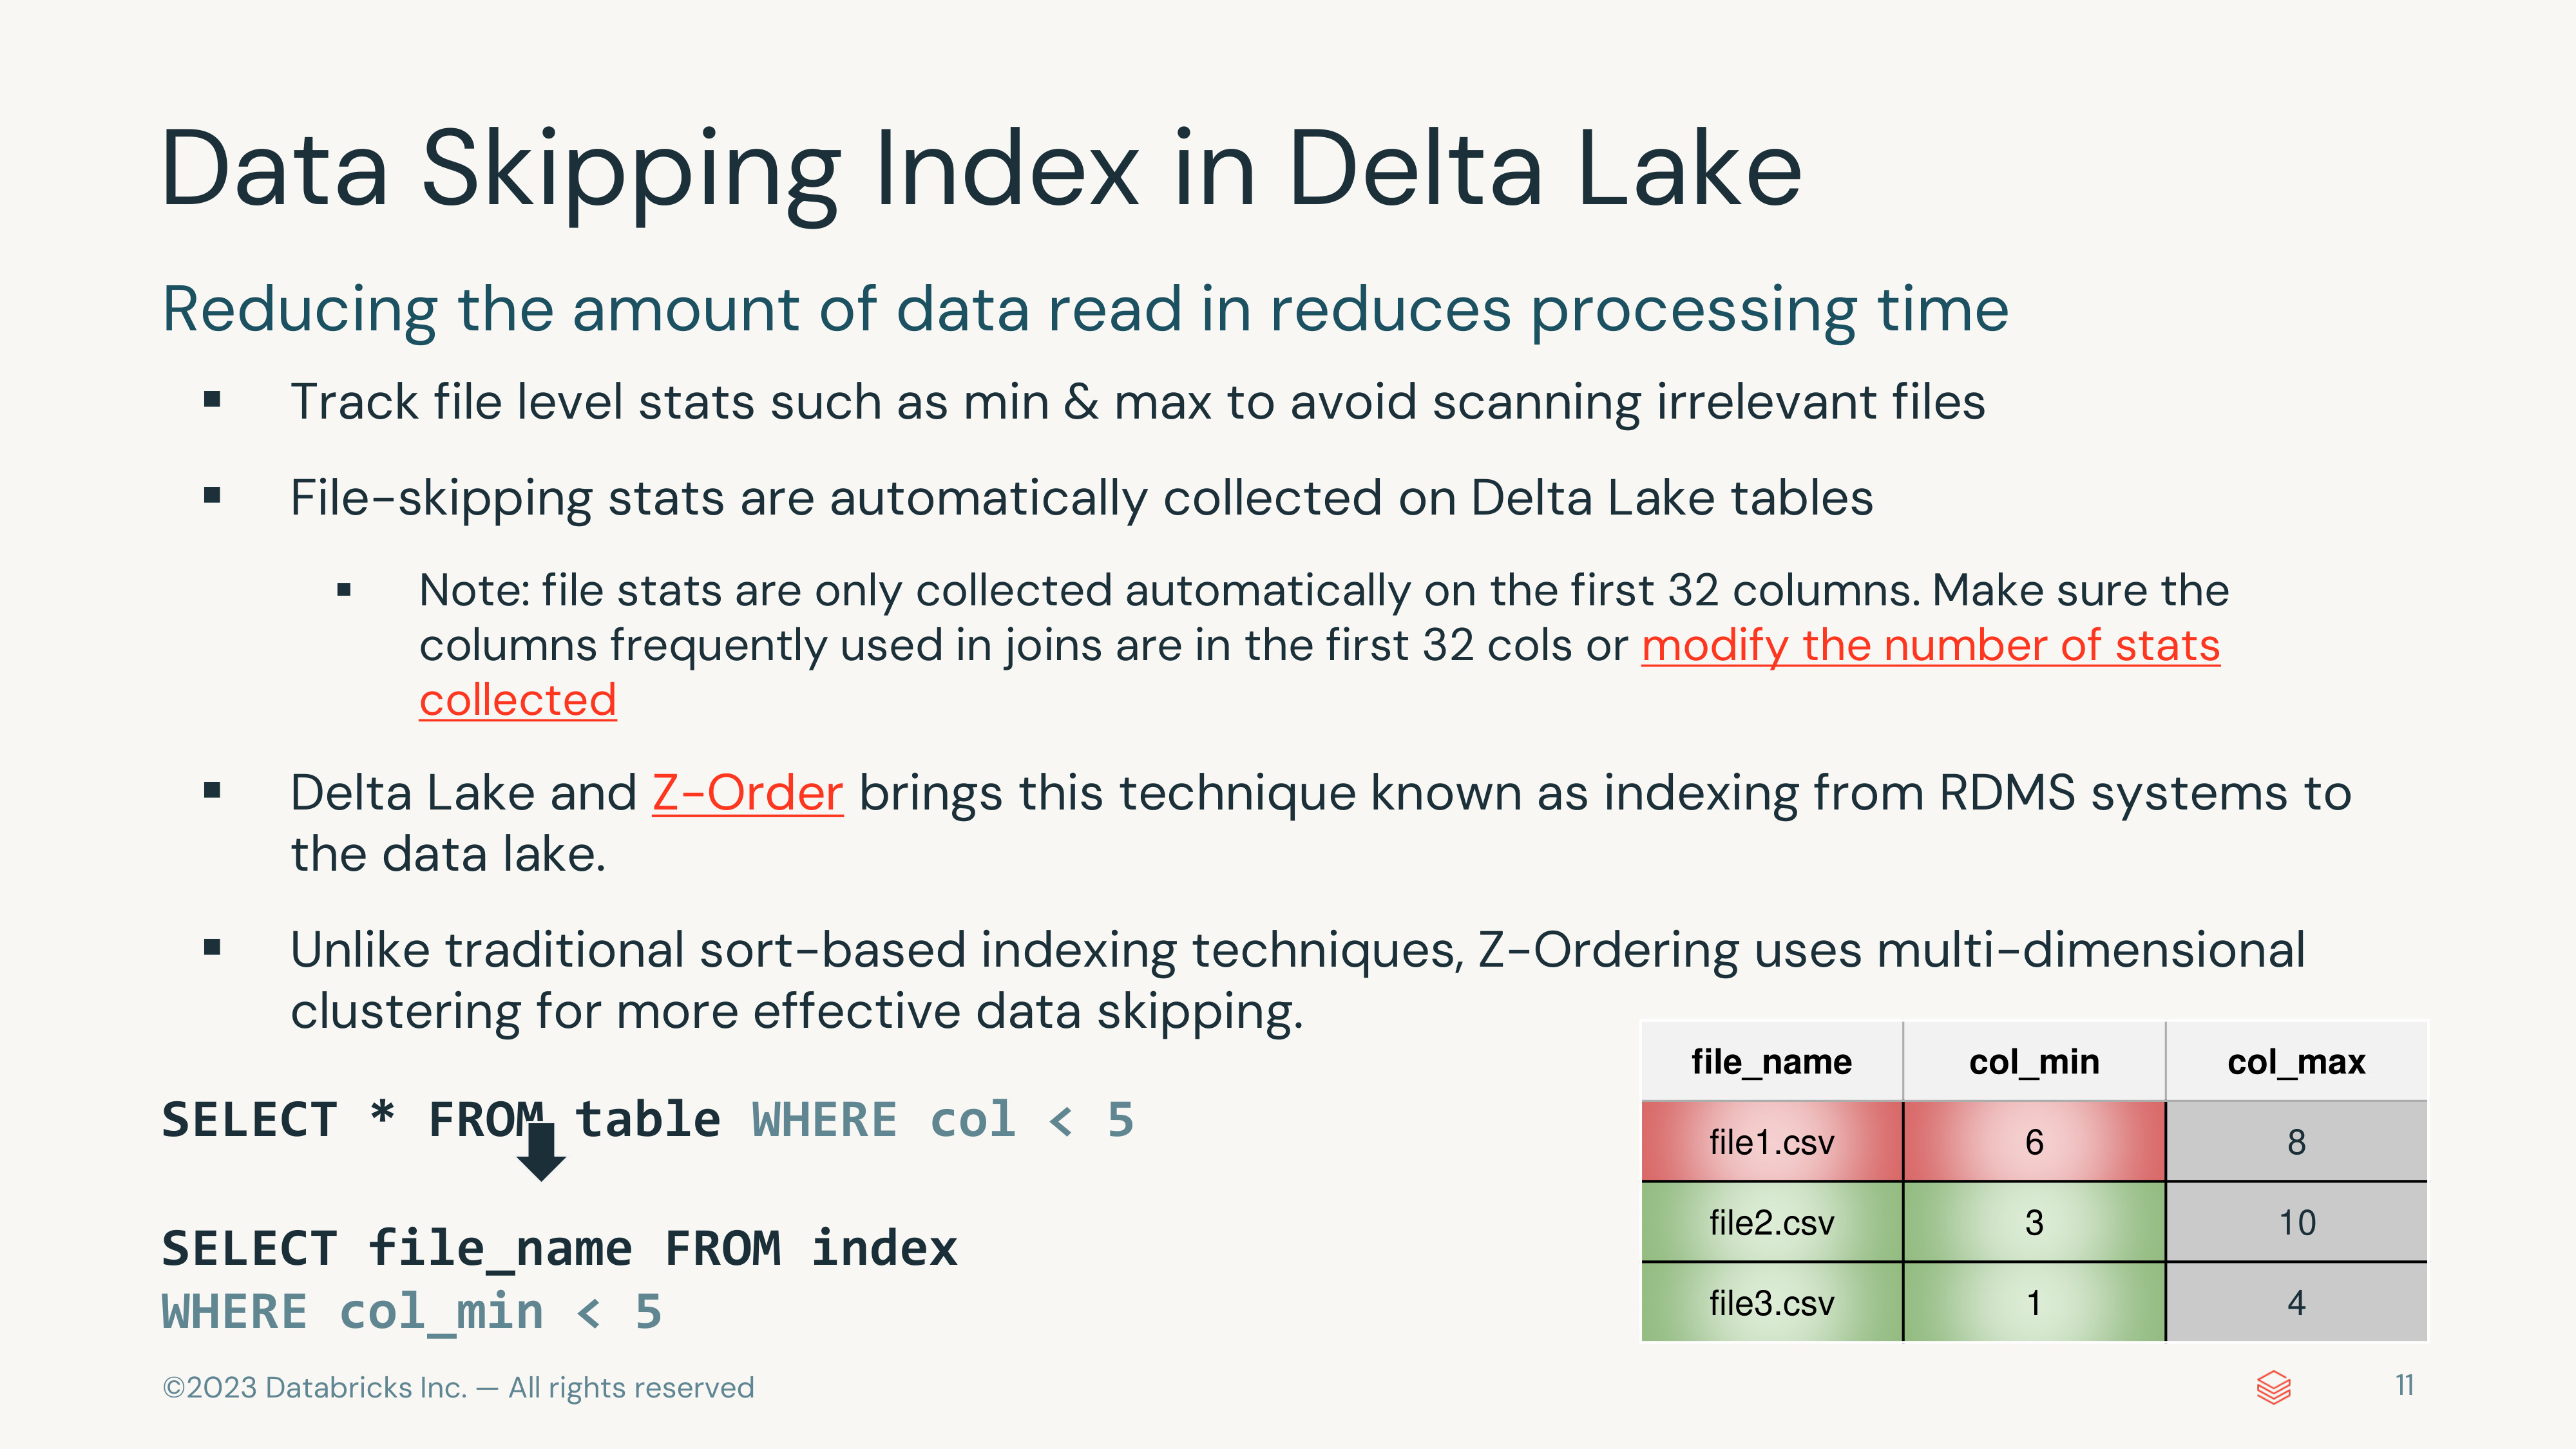 Data Skipping Index in Delta Lake
Reducing the amount of data read in reduces processing time
▪ Track file level stats such as min & max to avoid scanning irrelevant files
▪ File-skipping stats are automatically collected on Delta Lake tables
▪ Note: file stats are only collected automatically on the first 32 columns. Make sure the
columns frequently used in joins are in the first 32 cols or modify the number of stats
collected
▪ Delta Lake and Z-Order brings this technique known as indexing from RDMS systems to
the data lake.
▪ Unlike traditional sort-based indexing techniques, Z-Ordering uses multi-dimensional
clustering for more effective data skipping.
SELECT * FROM table WHERE col < 5
SELECT file_name FROM index
WHERE col_min < 5
file_name col_min col_max
file1.csv 6 8
file2.csv 3 10
file3.csv 1 4
©2023 Databricks Inc. — All rights reserved
11